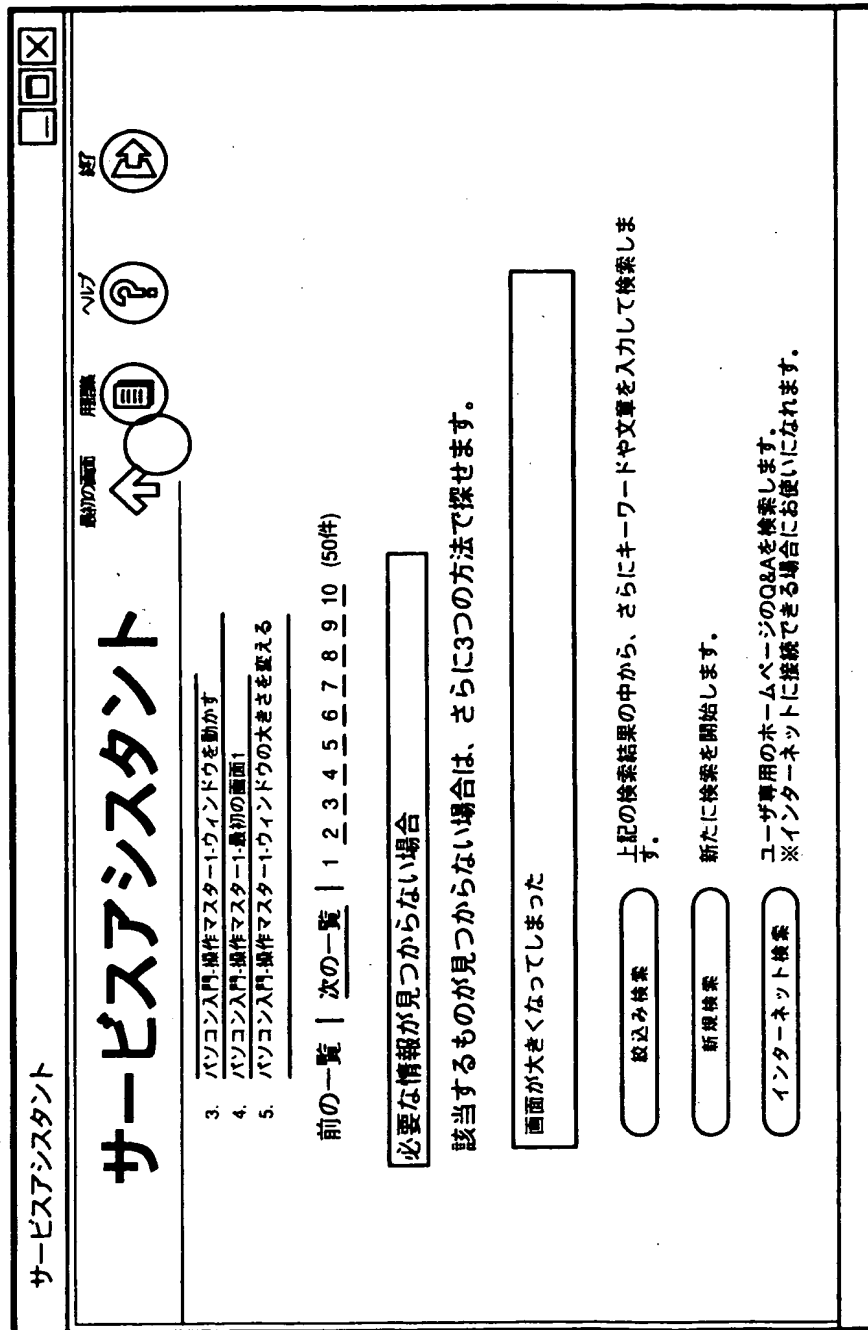 サービスアシスタント
サービスアシスタント
最初の画面 用語集 ヘルプ 終了
3. パソコン入門-操作マスター1-ウィンドウを動かす
4. パソコン入門-操作マスター1-最初の画面1
5. パソコン入門-操作マスター1-ウィンドウの大きさを変える
前の一覧 | 次の一覧 | 1 2 3 4 5 6 7 8 9 10 (50件)
必要な情報が見つからない場合
該当するものが見つからない場合は、さらに3つの方法で探せます。
画面が大きくなってしまった
絞込み検索 上記の検索結果の中から、さらにキーワードや文章を入力して検索しま
す。
新規検索 新たに検索を開始します。
インターネット検索 ユーザ専用のホームページのQ&Aを検索します。
※インターネットに接続できる場合にお使いになれます。